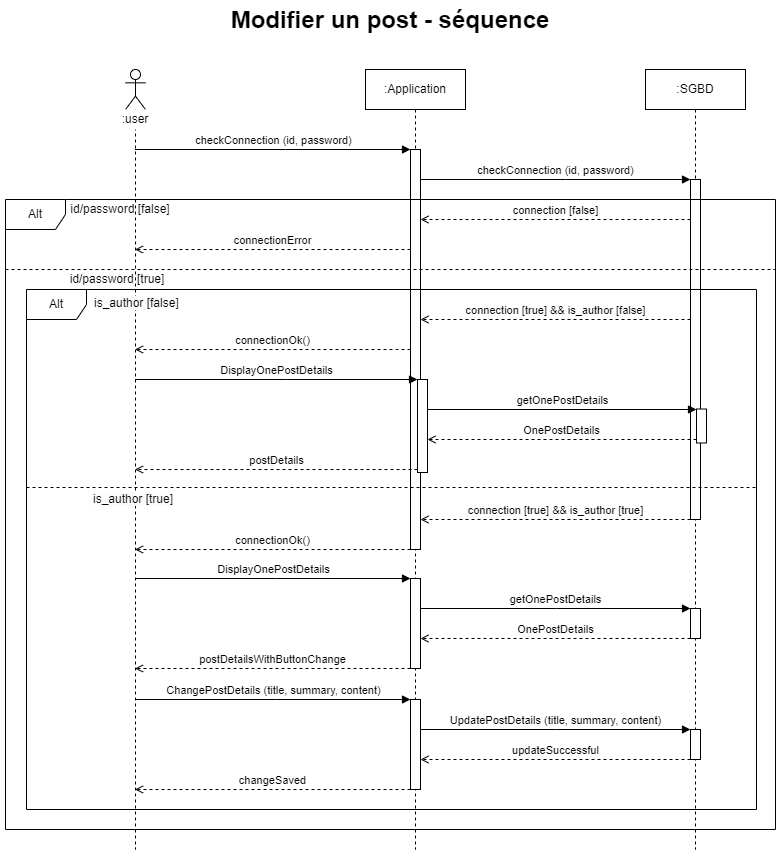 Modifier un post - séquence
:user
:Application
:SGBD
checkConnection (id, password)
checkConnection (id, password)
Alt
id/password [false]
connection [false]
connectionError
id/password [true]
Alt
is_author [false]
connection [true] && is_author [false]
connectionOk()
DisplayOnePostDetails
getOnePostDetails
OnePostDetails
postDetails
is_author [true]
connection [true] && is_author [true]
connectionOk()
DisplayOnePostDetails
getOnePostDetails
OnePostDetails
postDetailsWithButtonChange
ChangePostDetails (title, summary, content)
UpdatePostDetails (title, summary, content)
updateSuccessful
changeSaved